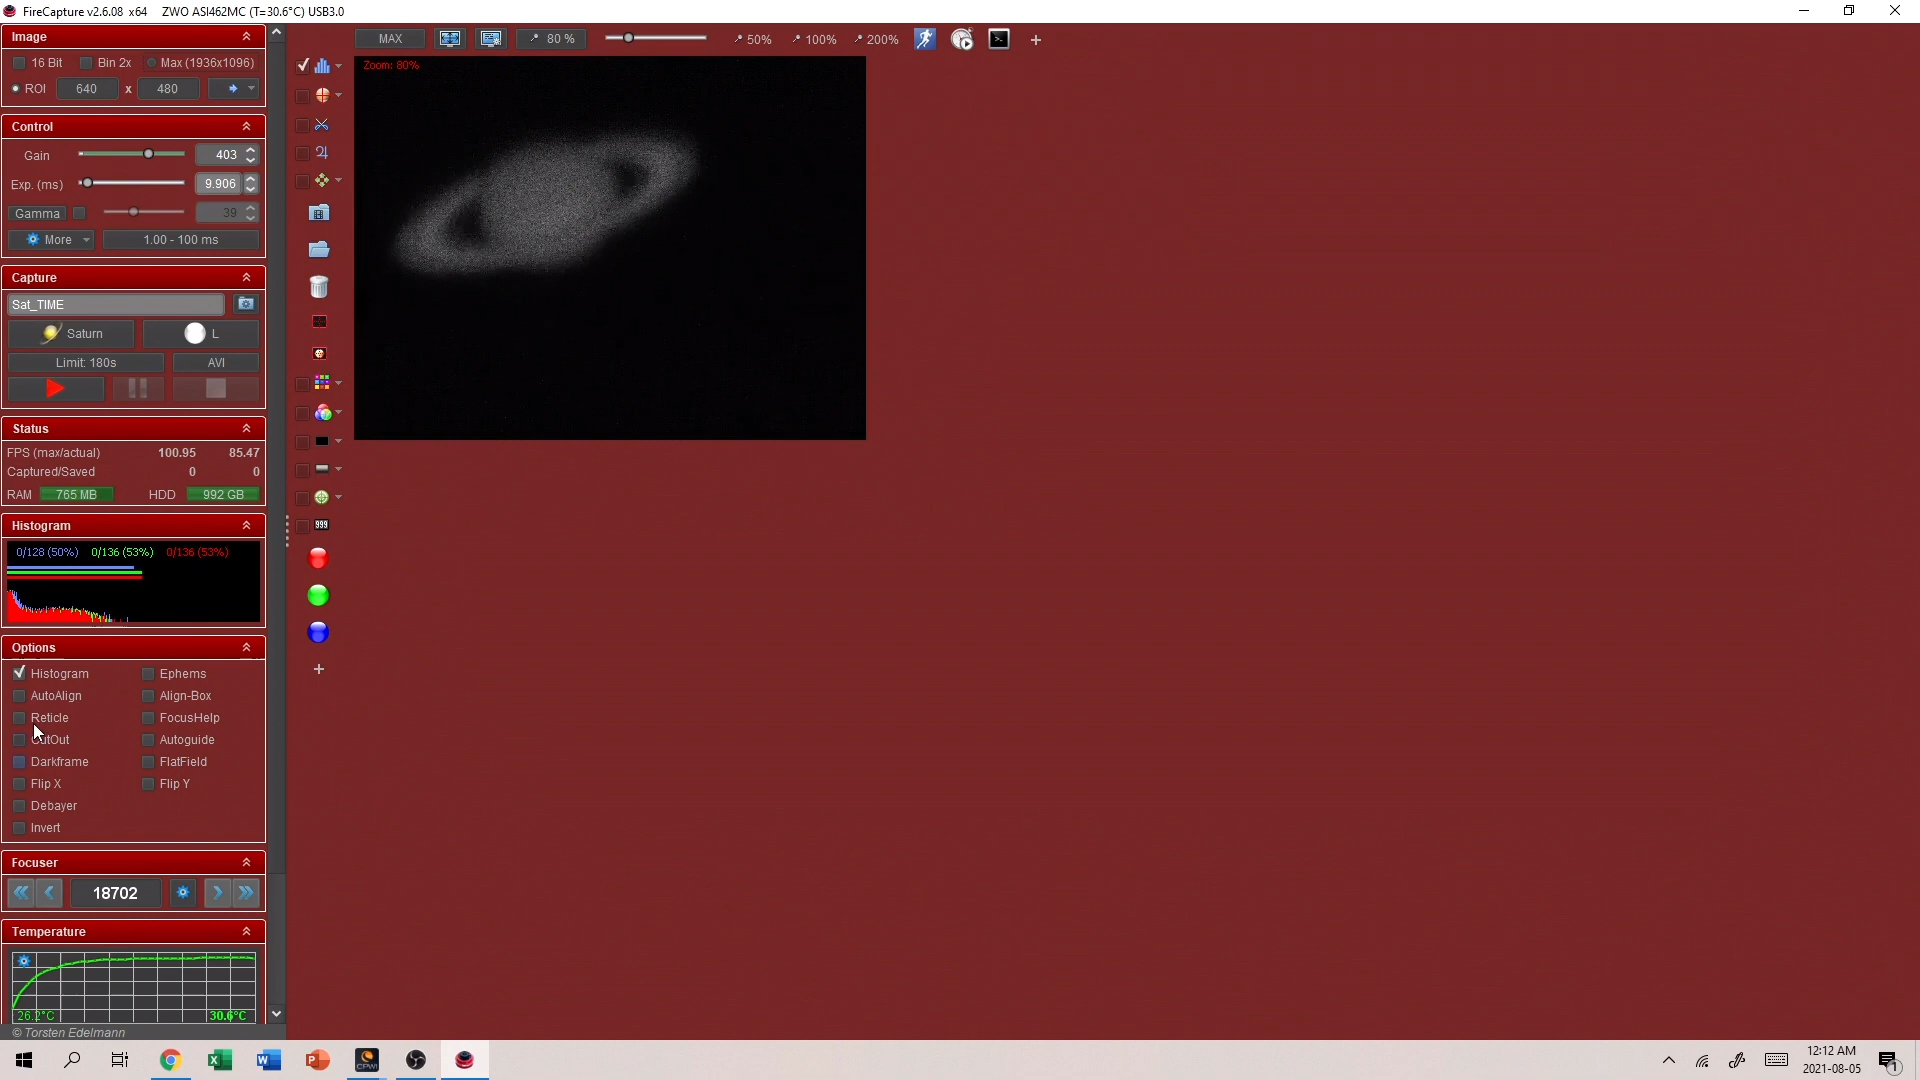 FireCapture v2.6.08 x64 ZWO ASI462MC (T=30.6°C) USB3.0
Image
16 Bit Bin 2x Max (1936x1096)
ROI 640 x 480
Control
Gain 403
Exp. (ms) 9.906
Gamma 39
More 1.00 - 100 ms
Capture
Sat_TIME
Saturn L
Limit: 180s AVI
Status
FPS (max/actual) 100.95 85.47
Captured/Saved 0 0
RAM 765 MB HDD 992 GB
Histogram
0/128 (50%) 0/136 (53%) 0/136 (53%)
Options
Histogram Ephems
AutoAlign Align-Box
Reticle FocusHelp
CutOut Autoguide
Darkframe FlatField
Flip X Flip Y
Debayer
Invert
Focuser
18702
Temperature
26.2°C 30.6°C
© Torsten Edelmann
MAX 80 % 50% 100% 200%
Zoom: 80%
999
CPWI
12:12 AM
2021-08-05
1